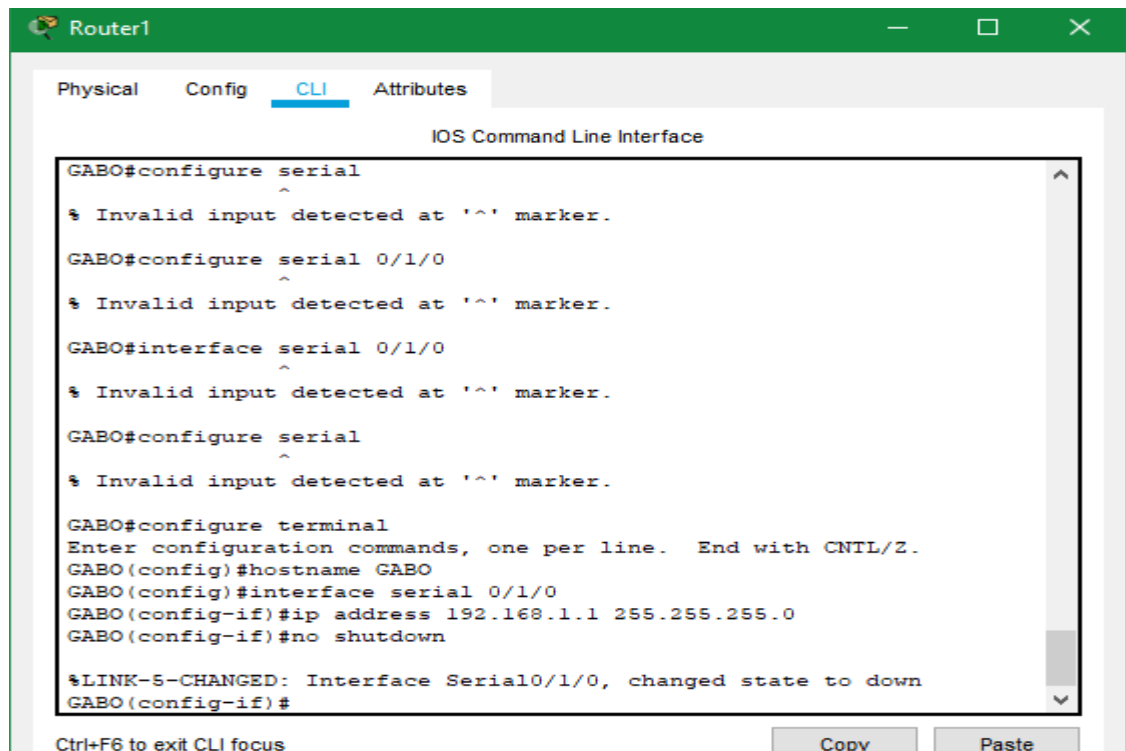 Router1
Physical Config CLI Attributes
IOS Command Line Interface
GABO#configure serial
^
% Invalid input detected at '^' marker.
GABO#configure serial 0/1/0
^
% Invalid input detected at '^' marker.
GABO#interface serial 0/1/0
^
% Invalid input detected at '^' marker.
GABO#configure serial
^
% Invalid input detected at '^' marker.
GABO#configure terminal
Enter configuration commands, one per line.  End with CNTL/Z.
GABO(config)#hostname GABO
GABO(config)#interface serial 0/1/0
GABO(config-if)#ip address 192.168.1.1 255.255.255.0
GABO(config-if)#no shutdown
%LINK-5-CHANGED: Interface Serial0/1/0, changed state to down
GABO(config-if)#
Ctrl+F6 to exit CLI focus Copy Paste